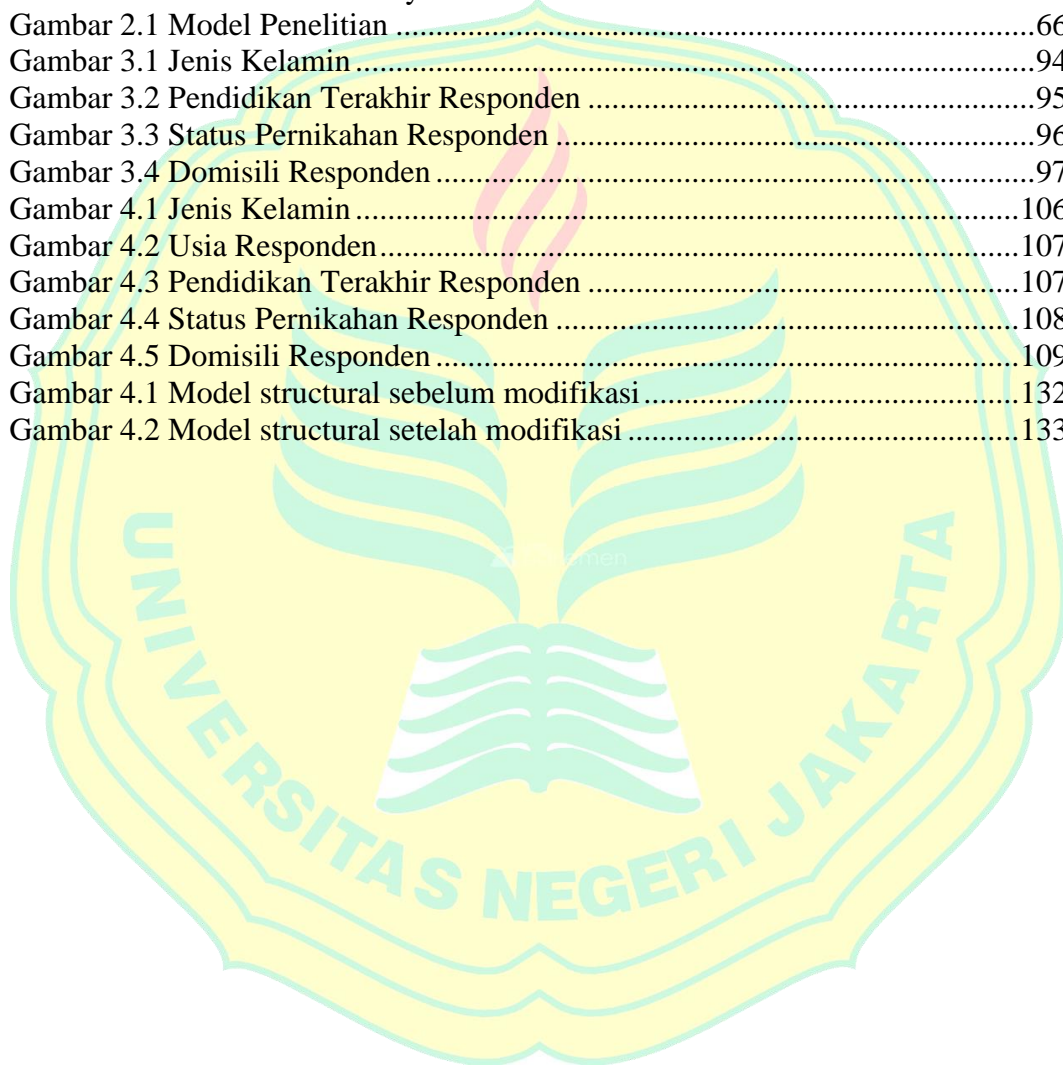 Gambar 2.1 Model Penelitian ........................................................................66
Gambar 3.1 Jenis Kelamin ............................................................................94
Gambar 3.2 Pendidikan Terakhir Responden ................................................95
Gambar 3.3 Status Pernikahan Responden ....................................................96
Gambar 3.4 Domisili Responden ...................................................................97
Gambar 4.1 Jenis Kelamin ..........................................................................106
Gambar 4.2 Usia Responden .......................................................................107
Gambar 4.3 Pendidikan Terakhir Responden ..............................................107
Gambar 4.4 Status Pernikahan Responden ..................................................108
Gambar 4.5 Domisili Responden .................................................................109
Gambar 4.1 Model structural sebelum modifikasi .......................................132
Gambar 4.2 Model structural setelah modifikasi .........................................133
UNIVERSITAS NEGERI JAKARTA